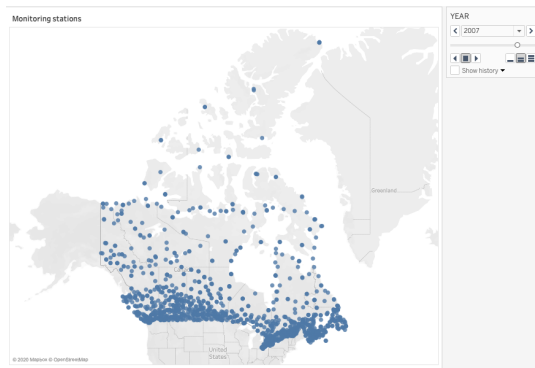 Monitoring stations
YEAR
2007
Show history
Greenland
United
States
© 2020 Mapbox © OpenStreetMap